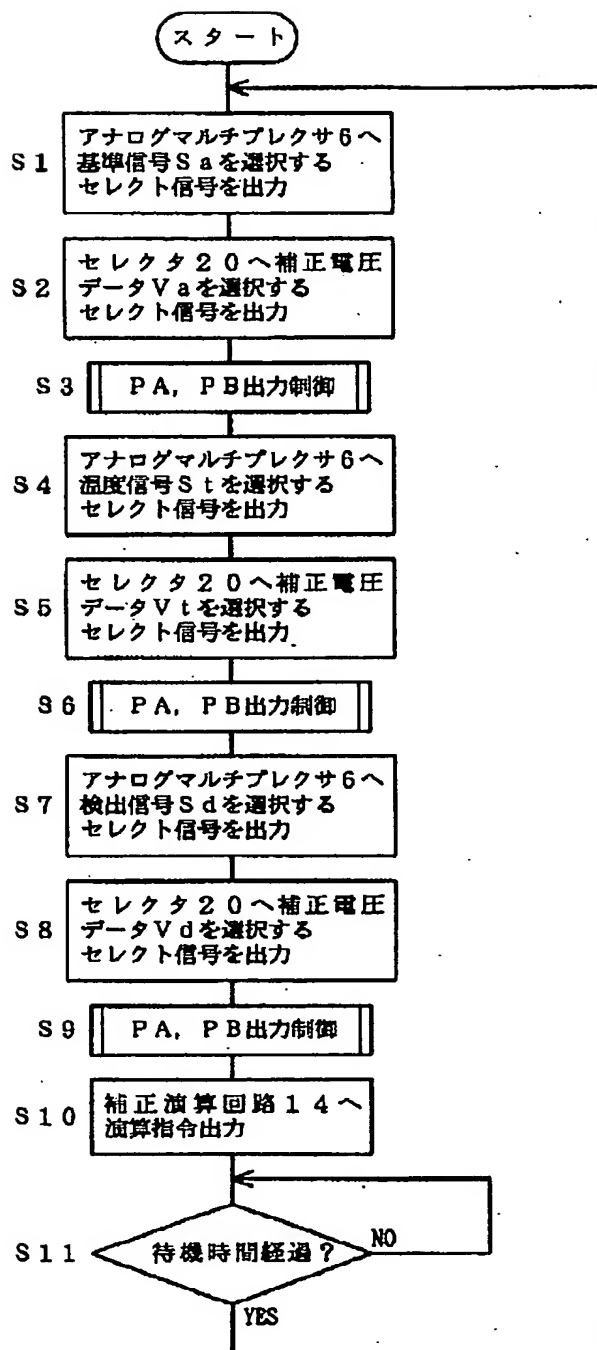 スタート
S1
アナログマルチプレクサ6へ
基準信号Saを選択する
セレクト信号を出力
S2
セレクタ20へ補正電圧
データVaを選択する
セレクト信号を出力
S3
PA, PB出力制御
S4
アナログマルチプレクサ6へ
温度信号Stを選択する
セレクト信号を出力
S5
セレクタ20へ補正電圧
データVtを選択する
セレクト信号を出力
S6
PA, PB出力制御
S7
アナログマルチプレクサ6へ
検出信号Sdを選択する
セレクト信号を出力
S8
セレクタ20へ補正電圧
データVdを選択する
セレクト信号を出力
S9
PA, PB出力制御
S10
補正演算回路14へ
演算指令出力
S11
待機時間経過?
NO
YES